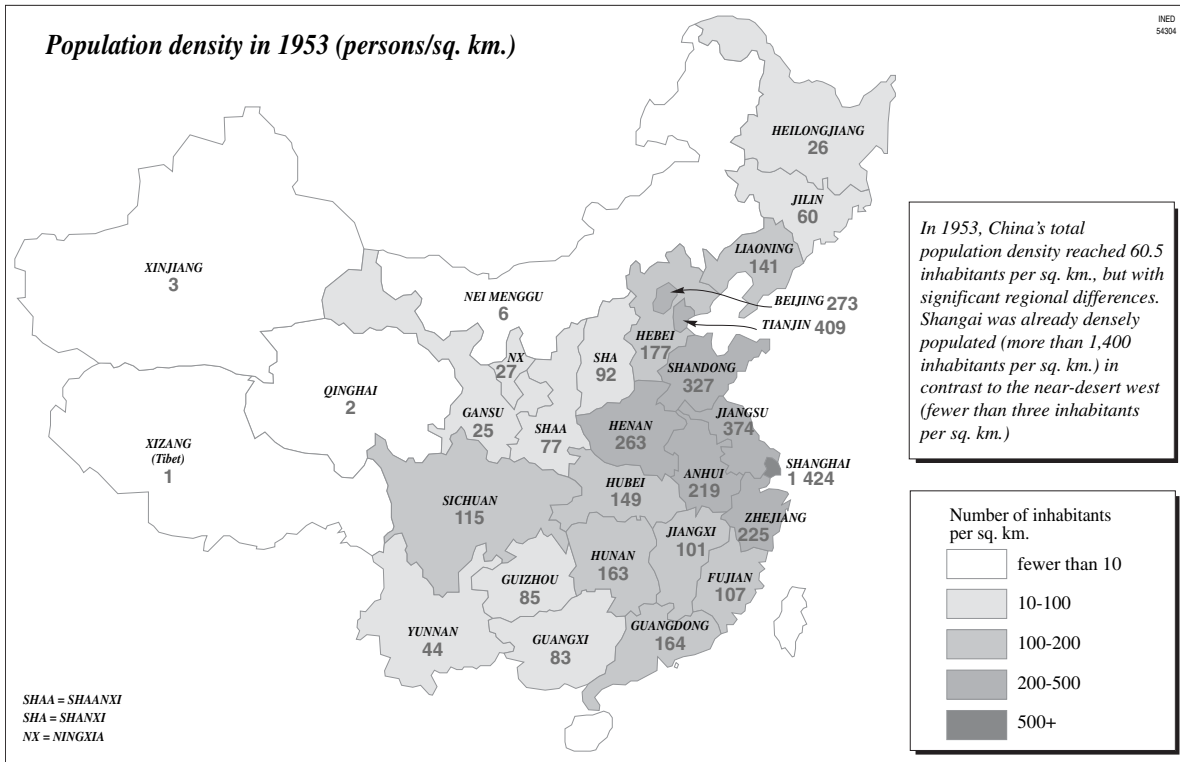 Population density in 1953 (persons/sq. km.)
INED
54304
HEILONGJIANG
26
JILIN
60
LIAONING
141
XINJIANG
3
NEI MENGGU
6
BEIJING 273
TIANJIN 409
HEBEI
177
NX
27
SHA
92
SHANDONG
327
QINGHAI
2
GANSU
25
SHAA
77
HENAN
263
JIANGSU
374
XIZANG
(Tibet)
1
SICHUAN
115
HUBEI
149
ANHUI
219
SHANGHAI
1 424
ZHEJIANG
225
JIANGXI
101
HUNAN
163
GUIZHOU
85
FUJIAN
107
YUNNAN
44
GUANGXI
83
GUANGDONG
164
In 1953, China's total
population density reached 60.5
inhabitants per sq. km., but with
significant regional differences.
Shangai was already densely
populated (more than 1,400
inhabitants per sq. km.) in
contrast to the near-desert west
(fewer than three inhabitants
per sq. km.)
Number of inhabitants
per sq. km.
fewer than 10
10-100
100-200
200-500
500+
SHAA = SHAANXI
SHA = SHANXI
NX = NINGXIA